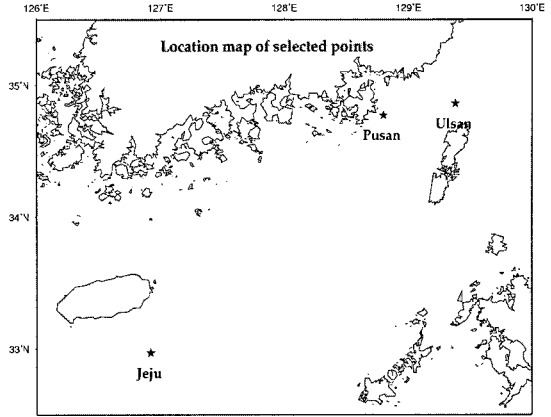 126˚E 127˚E 128˚E 129˚E 130˚E
Location map of selected points
35˚N
Ulsan
Pusan
34˚N
33˚N
Jeju